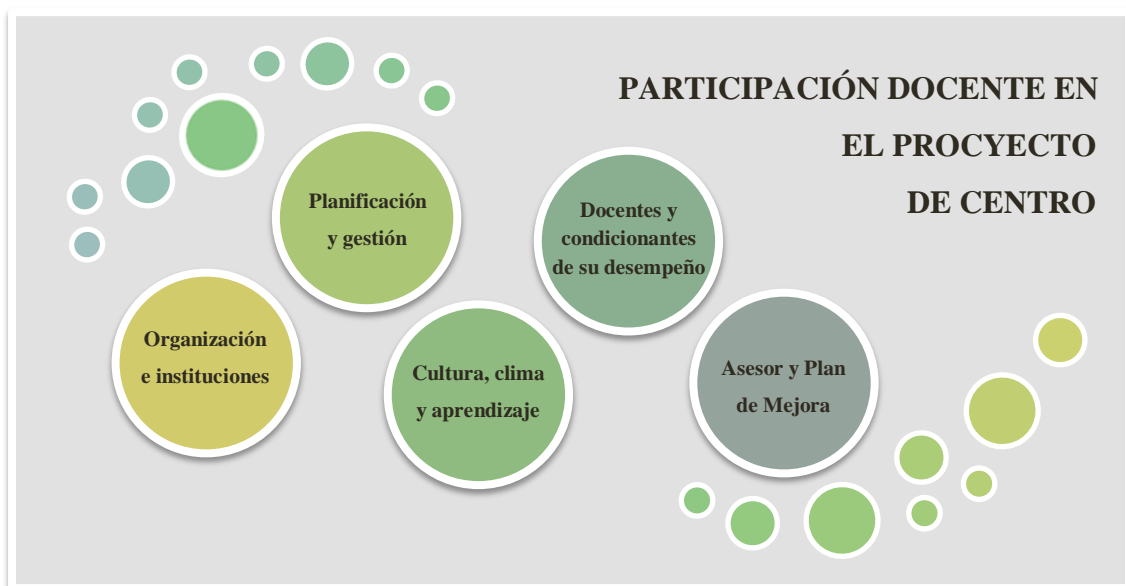 PARTICIPACIÓN DOCENTE EN
EL PROCYECTO
DE CENTRO
Planificación
y gestión
Docentes y
condicionantes
de su desempeño
Organización
e instituciones
Cultura, clima
y aprendizaje
Asesor y Plan
de Mejora